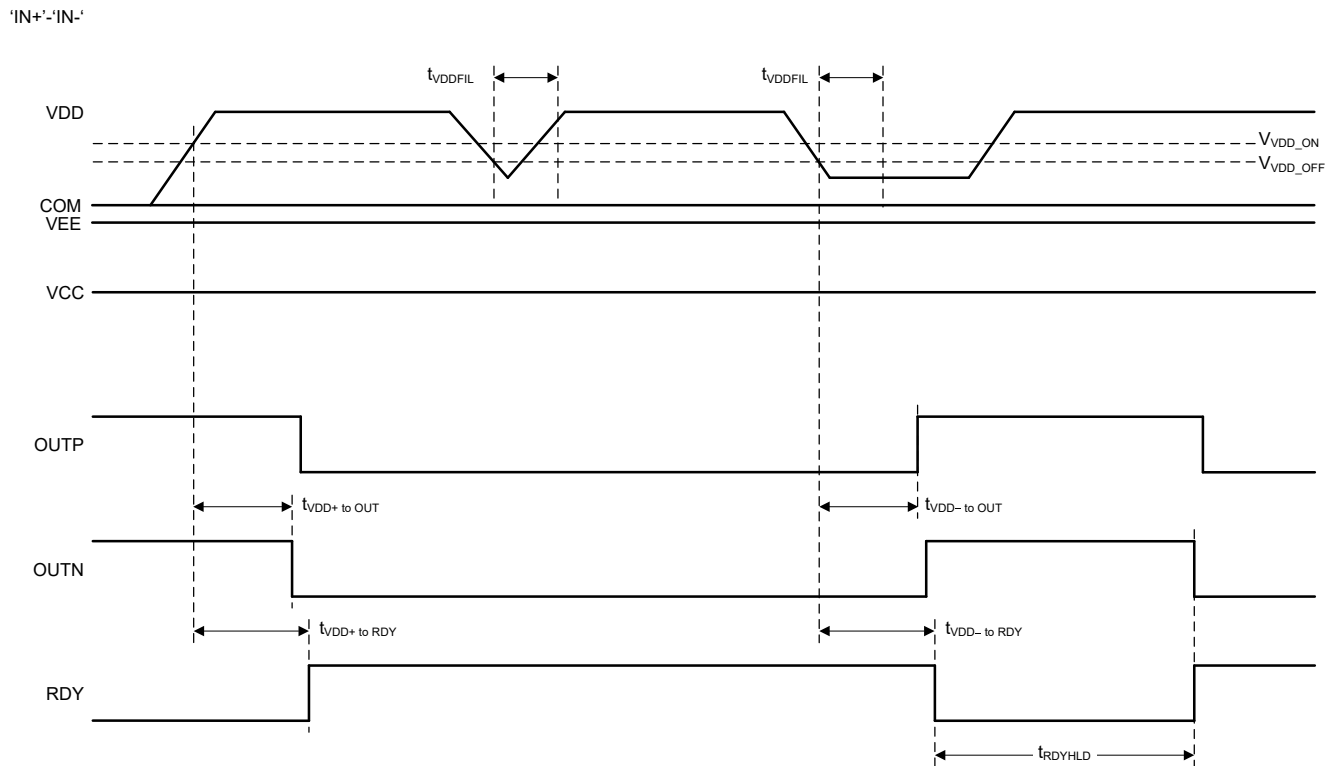 ‘IN+’-‘IN-‘
tVDDFIL tVDDFIL
VDD
VVDD_ON
VVDD_OFF
COM
VEE
VCC
OUTP
tVDD+ to OUT tVDD– to OUT
OUTN
tVDD+ to RDY tVDD– to RDY
RDY
tRDYHLD